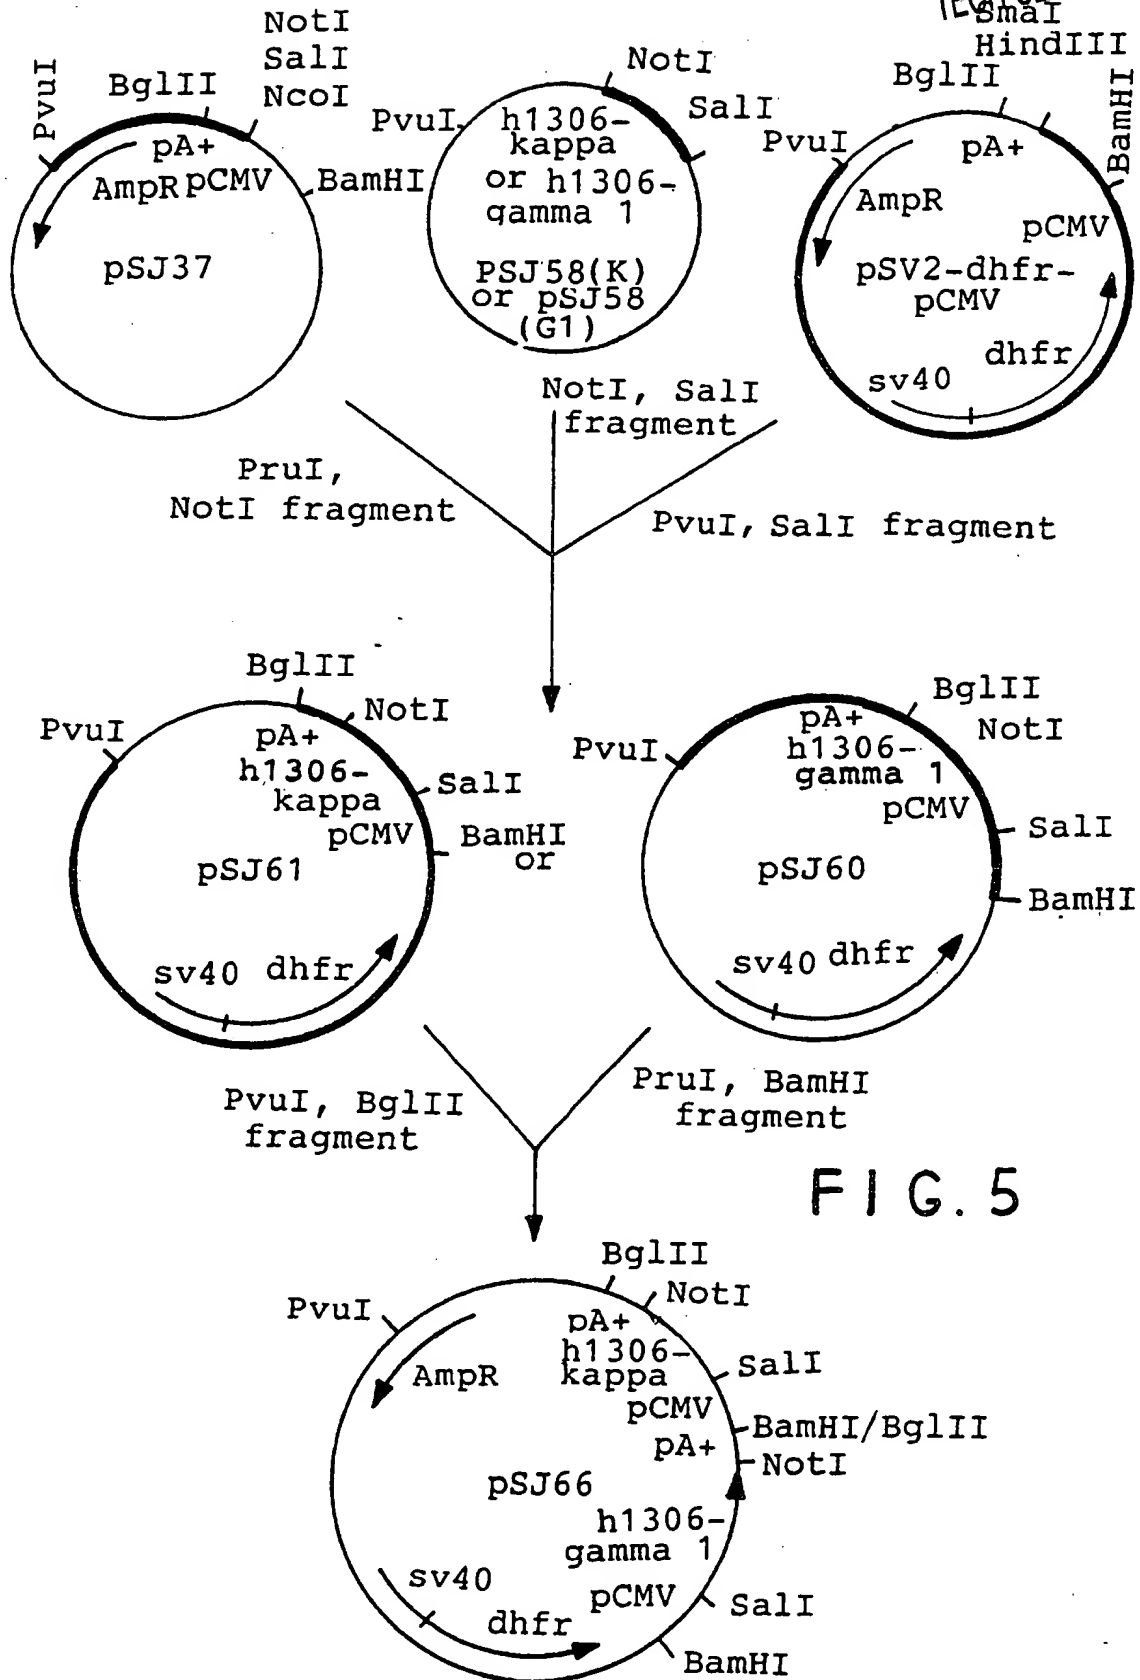 NotI
SalI
NcoI
PvuI
BglII
pA+
AmpR pCMV
BamHI
pSJ37
NotI
SalI
PvuI
h1306-
kappa
or h1306-
gamma 1
PSJ58(K)
or pSJ58
(G1)
SmaI
HindIII
BglII
BamHI
PvuI
pA+
AmpR
pCMV
pSV2-dhfr-
pCMV
dhfr
sv40
PruI,
NotI fragment
NotI, SalI
fragment
PvuI, SalI fragment
BglII
NotI
PvuI
pA+
h1306-
kappa
SalI
pCMV
BamHI
or
pSJ61
sv40 dhfr
BglII
NotI
PvuI
pA+
h1306-
gamma 1
pCMV
SalI
pSJ60
BamHI
sv40 dhfr
PvuI, BglII
fragment
PruI, BamHI
fragment
FIG. 5
BglII
NotI
PvuI
pA+
h1306-
kappa
AmpR
SalI
pCMV
BamHI/BglII
pA+
NotI
pSJ66
h1306-
gamma 1
sv40
pCMV
SalI
dhfr
BamHI